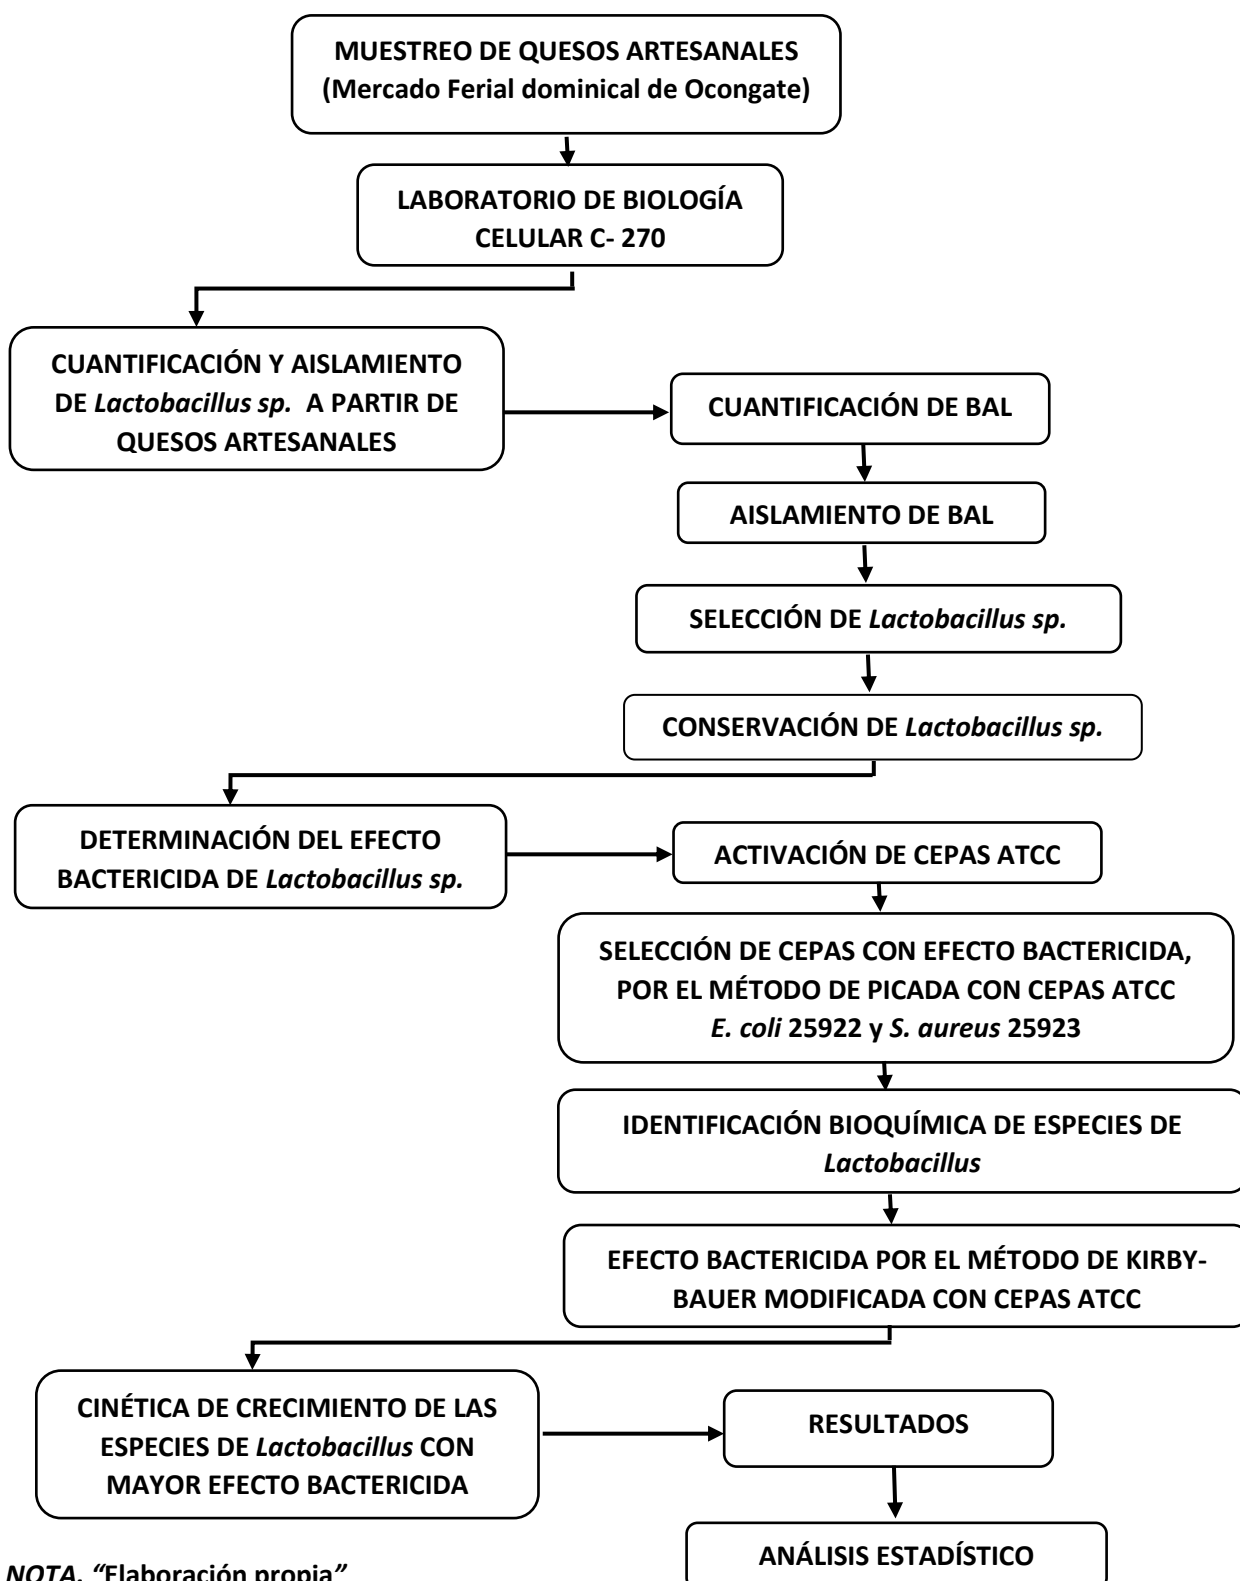 MUESTREO DE QUESOS ARTESANALES
(Mercado Ferial dominical de Ocongate)
LABORATORIO DE BIOLOGÍA
CELULAR C- 270
CUANTIFICACIÓN Y AISLAMIENTO
DE Lactobacillus sp. A PARTIR DE
QUESOS ARTESANALES
CUANTIFICACIÓN DE BAL
AISLAMIENTO DE BAL
SELECCIÓN DE Lactobacillus sp.
CONSERVACIÓN DE Lactobacillus sp.
DETERMINACIÓN DEL EFECTO
BACTERICIDA DE Lactobacillus sp.
ACTIVACIÓN DE CEPAS ATCC
SELECCIÓN DE CEPAS CON EFECTO BACTERICIDA,
POR EL MÉTODO DE PICADA CON CEPAS ATCC
E. coli 25922 y S. aureus 25923
IDENTIFICACIÓN BIOQUÍMICA DE ESPECIES DE
Lactobacillus
EFECTO BACTERICIDA POR EL MÉTODO DE KIRBY-
BAUER MODIFICADA CON CEPAS ATCC
CINÉTICA DE CRECIMIENTO DE LAS
ESPECIES DE Lactobacillus CON
MAYOR EFECTO BACTERICIDA
RESULTADOS
ANÁLISIS ESTADÍSTICO
NOTA. “Elaboración propia”